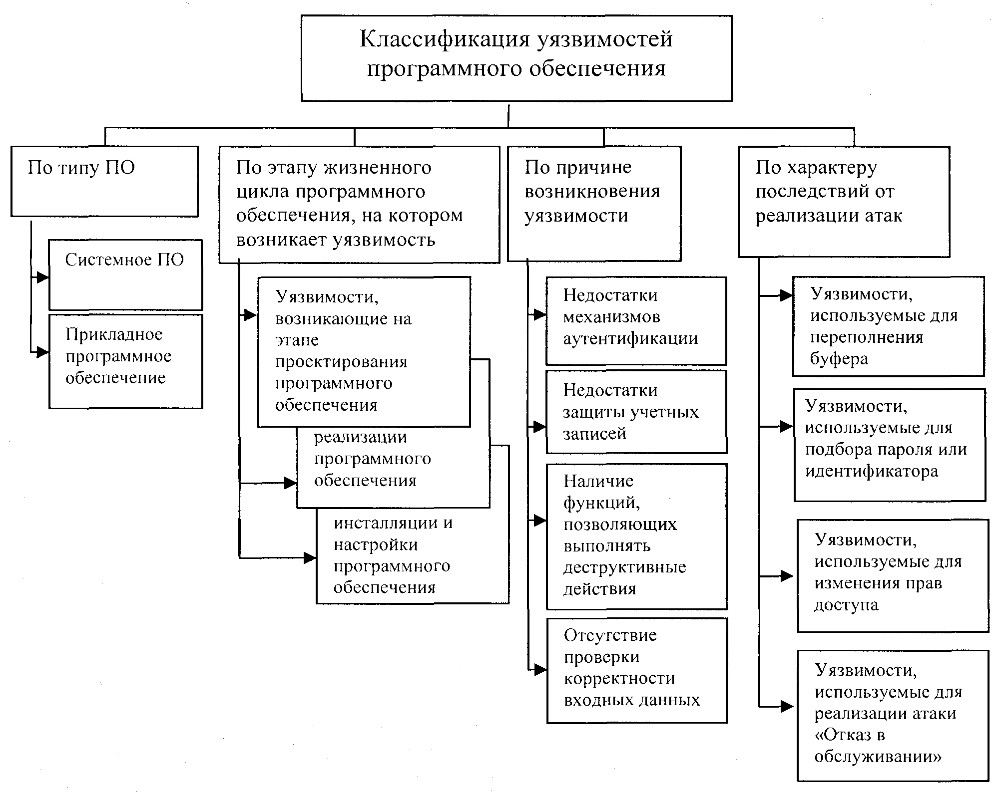 Классификация уязвимостей
программного обеспечения
По типу ПО
Системное ПО
Прикладное
программное
обеспечение
По этапу жизненного
цикла программного
обеспечения, на котором
возникает уязвимость
Уязвимости,
возникающие на
этапе
проектирования
программного
обеспечения
реализации
программного
обеспечения
инсталляции и
настройки
программного
обеспечения
По причине
возникновения
уязвимости
Недостатки
механизмов
аутентификации
Недостатки
защиты учетных
записей
Наличие
функций,
позволяющих
выполнять
деструктивные
действия
Отсутствие
проверки
корректности
входных данных
По характеру
последствий от
реализации атак
Уязвимости,
используемые для
переполнения
буфера
Уязвимости,
используемые для
подбора пароля или
идентификатора
Уязвимости,
используемые для
изменения прав
доступа
Уязвимости,
используемые для
реализации атаки
«Отказ в
обслуживании»